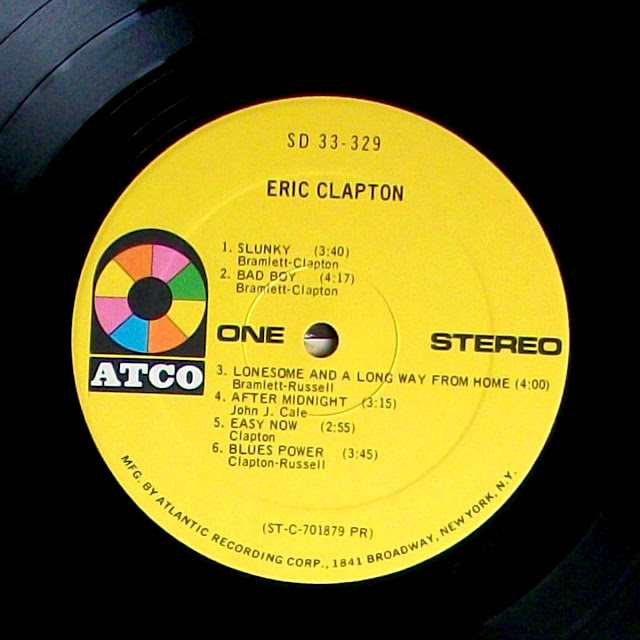 SD 33-329
ERIC CLAPTON
1. SLUNKY (3:40)
Bramlett-Clapton
2. BAD BOY (4:17)
Bramlett-Clapton
ATCO
ONE
STEREO
3. LONESOME AND A LONG WAY FROM HOME (4:00)
Bramlett-Russell
4. AFTER MIDNIGHT (3:15)
John J. Cale
5. EASY NOW (2:55)
Clapton
6. BLUES POWER (3:45)
Clapton-Russell
(ST-C-701879 PR)
MFG. BY ATLANTIC RECORDING CORP., 1841 BROADWAY, NEW YORK, N.Y.